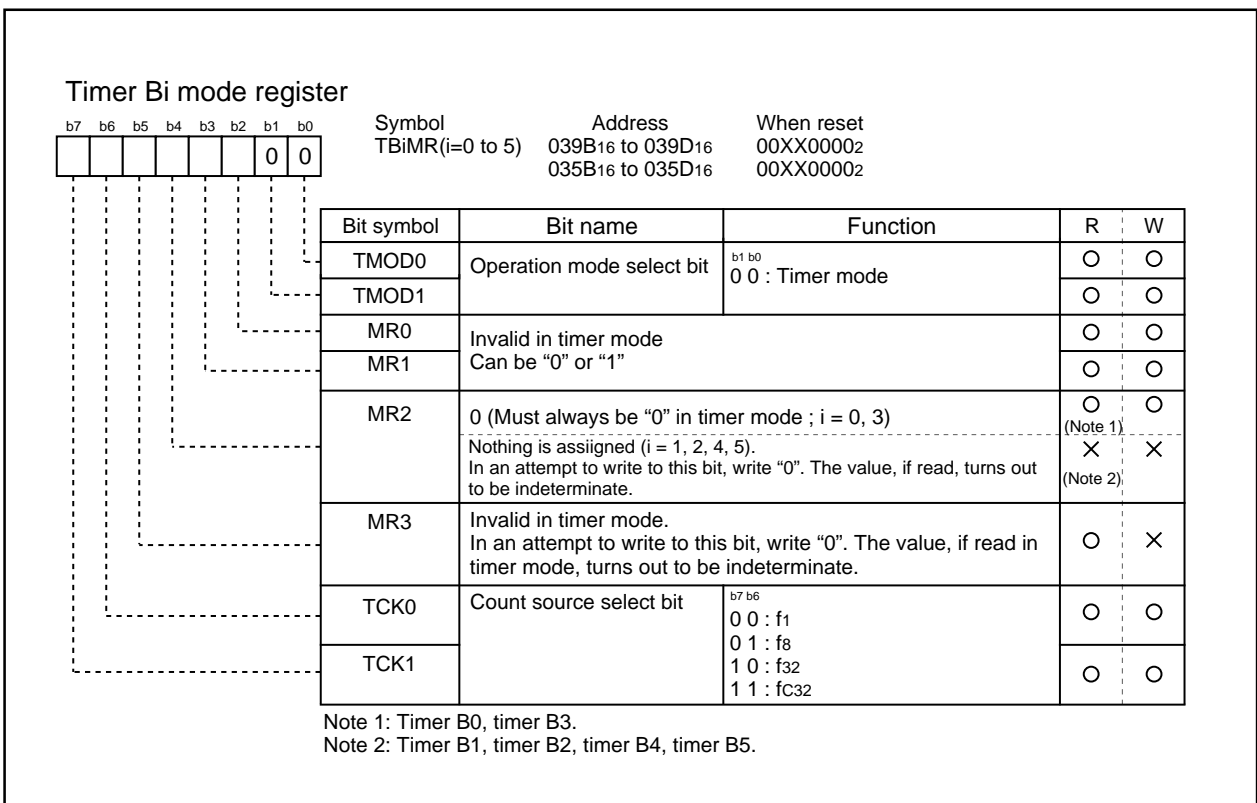 Timer Bi mode register
b7 b6 b5 b4 b3 b2 b1 b0
0 0
Symbol Address When reset
TBiMR(i=0 to 5) 039B16 to 039D16 00XX00002
035B16 to 035D16 00XX00002
Bit symbol Bit name Function R W
TMOD0 Operation mode select bit b1 b0
0 0 : Timer mode
TMOD1
MR0 Invalid in timer mode
MR1 Can be “0” or “1”
MR2 0 (Must always be “0” in timer mode ; i = 0, 3)
(Note 1)
Nothing is assiigned (i = 1, 2, 4, 5).
In an attempt to write to this bit, write “0”. The value, if read, turns out
to be indeterminate.
(Note 2)
MR3 Invalid in timer mode.
In an attempt to write to this bit, write “0”. The value, if read in
timer mode, turns out to be indeterminate.
TCK0 Count source select bit b7 b6
0 0 : f1
0 1 : f8
TCK1
1 0 : f32
1 1 : fC32
Note 1: Timer B0, timer B3.
Note 2: Timer B1, timer B2, timer B4, timer B5.